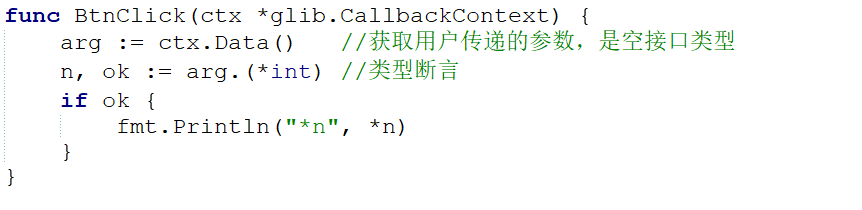 func BtnClick(ctx *glib.CallbackContext) {
    arg := ctx.Data()   //获取用户传递的参数，是空接口类型
    n, ok := arg.(*int) //类型断言
    if ok {
        fmt.Println("*n", *n)
    }
}